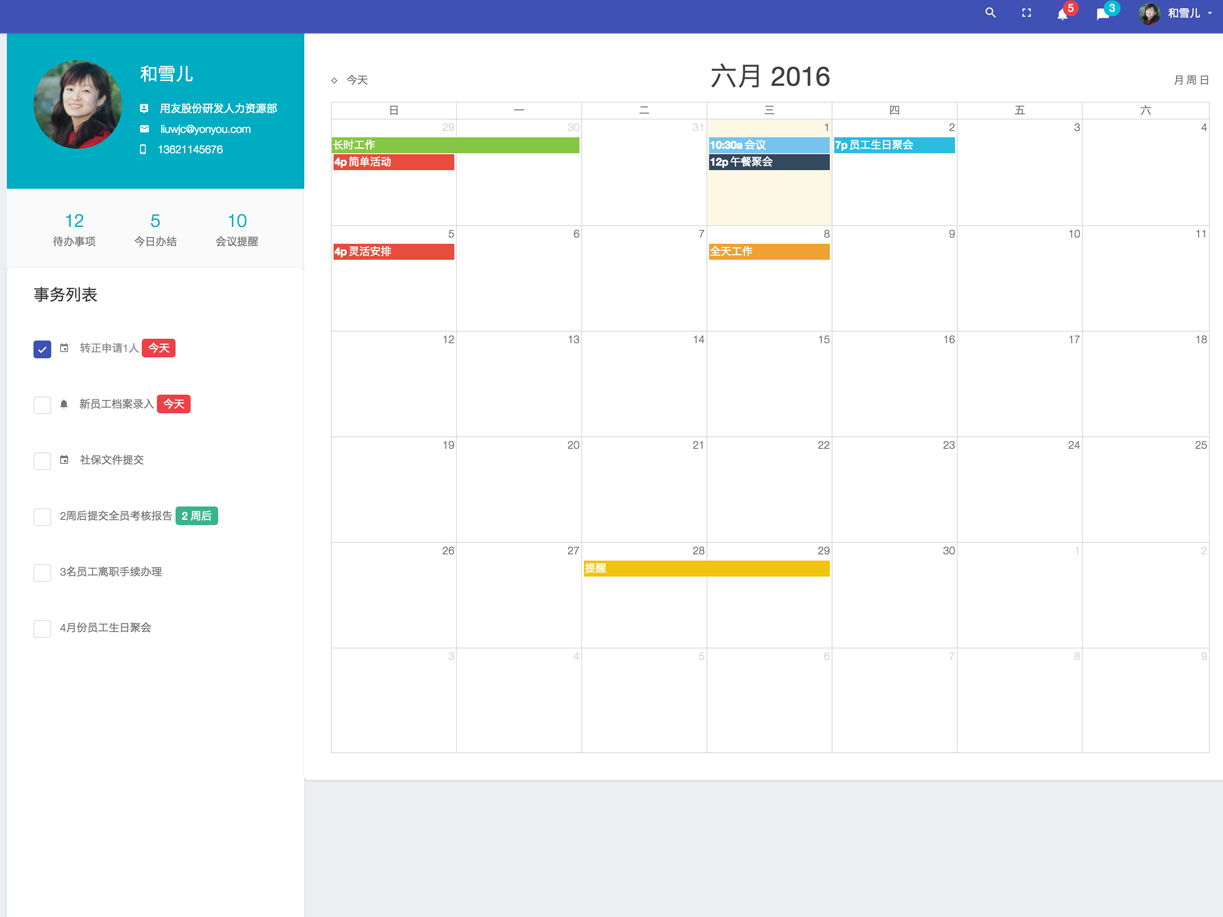 5
3
和雪儿
和雪儿
用友股份研发人力资源部
liuwjc@yonyou.com
13621145676
12 5 10
待办事项 今日办结 会议提醒
事务列表
转正申请1人 今天
新员工档案录入 今天
社保文件提交
2周后提交全员考核报告 2 周后
3名员工离职手续办理
4月份员工生日聚会
今天 六月 2016 月 周 日
日 一 二 三 四 五 六
29 30 31 1 2 3 4
长时工作 10:30a 会议 7p 员工生日聚会
4p 简单活动 12p 午餐聚会
5 6 7 8 9 10 11
4p 灵活安排 全天工作
12 13 14 15 16 17 18
19 20 21 22 23 24 25
26 27 28 29 30 1 2
提醒
3 4 5 6 7 8 9